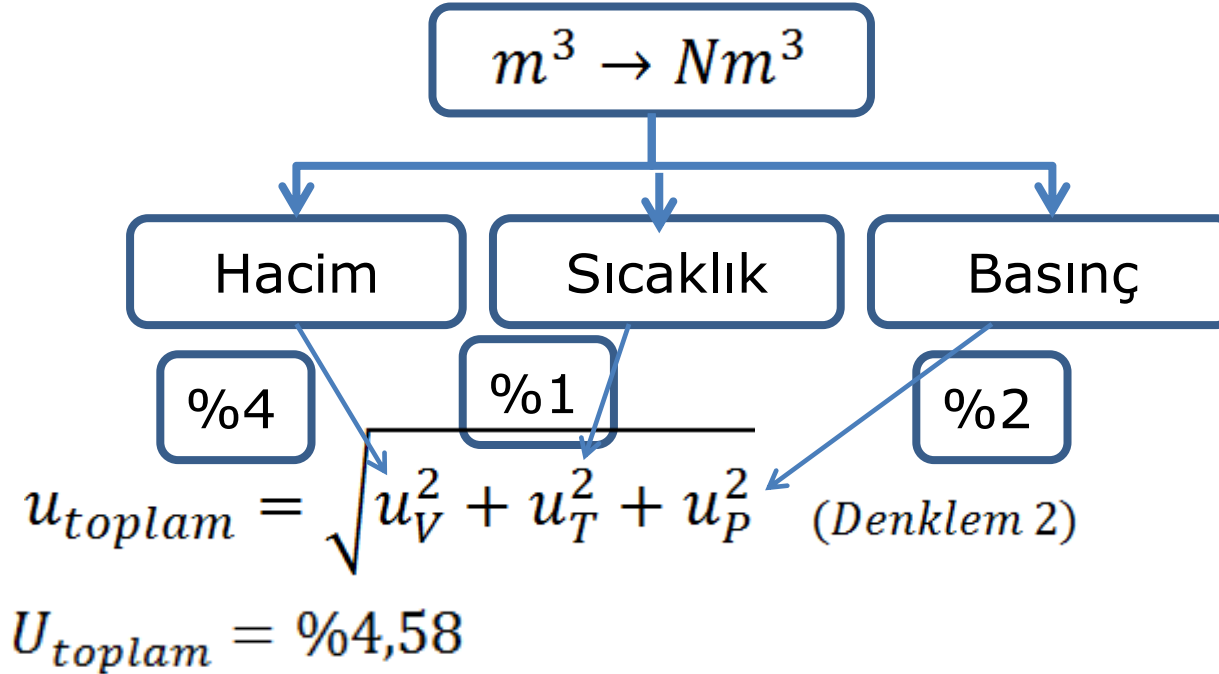 m³ → Nm³
Hacim Sıcaklık Basınç
%4 %1 %2
u_toplam = √(u_V² + u_T² + u_P²) (Denklem 2)
U_toplam = %4,58